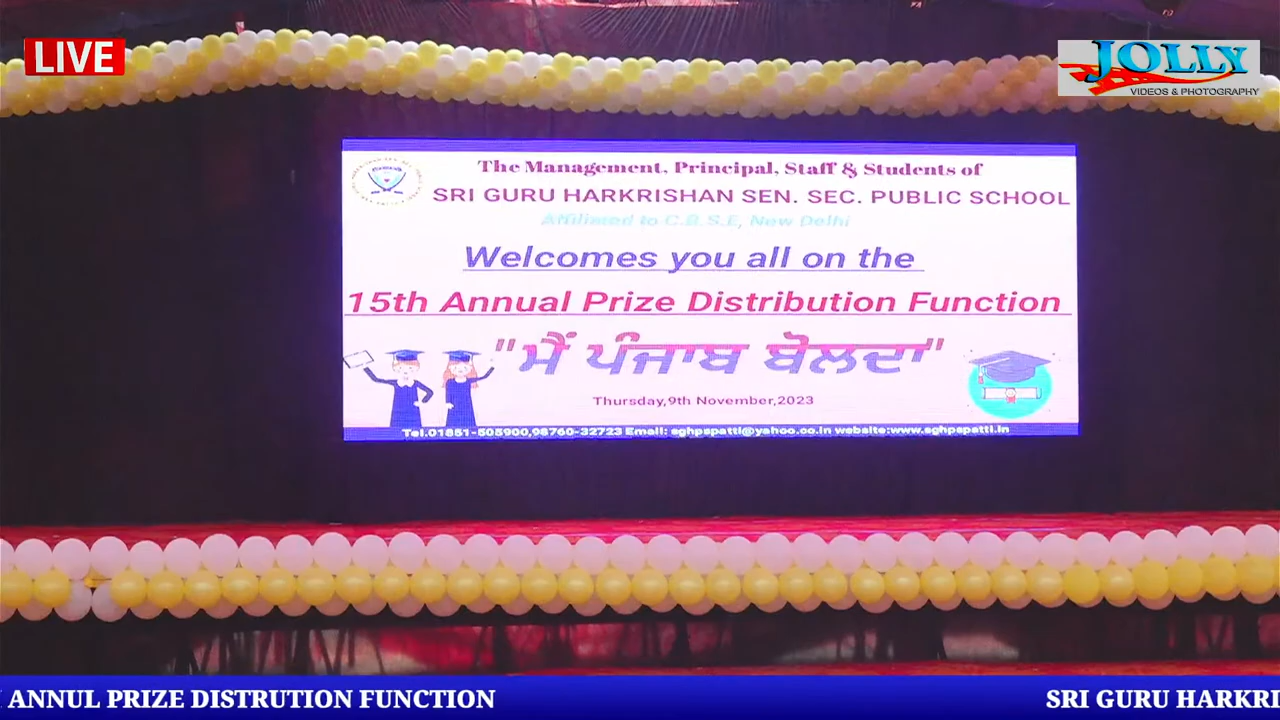 LIVE
JOLLY
VIDEOS & PHOTOGRAPHY
The Management, Principal, Staff & Students of
SRI GURU HARKRISHAN SEN. SEC. PUBLIC SCHOOL
Affiliated to C.B.S.E, New Delhi
Welcomes you all on the
15th Annual Prize Distribution Function
"ਮੈਂ ਪੰਜਾਬ ਬੋਲਦਾ"
Thursday,9th November,2023
Tel.01851-505900,98760-32723 Email: sghpspatti@yahoo.co.in website:www.sghpspatti.in
ANNUL PRIZE DISTRUTION FUNCTION
SRI GURU HARKRI